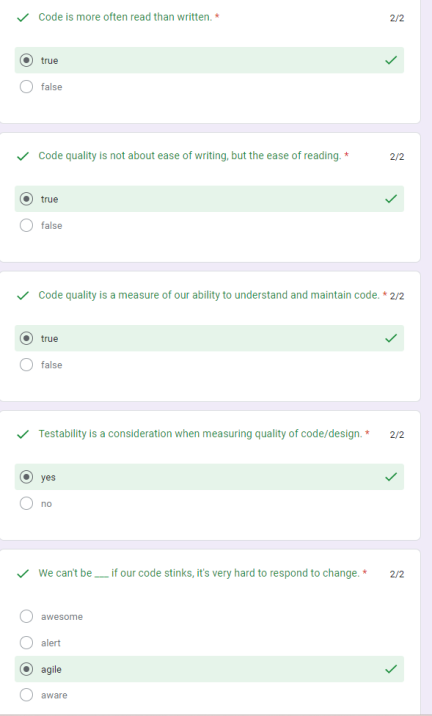 Code is more often read than written. * 2/2
true
false
Code quality is not about ease of writing, but the ease of reading. * 2/2
true
false
Code quality is a measure of our ability to understand and maintain code. * 2/2
true
false
Testability is a consideration when measuring quality of code/design. * 2/2
yes
no
We can't be ___ if our code stinks, it's very hard to respond to change. * 2/2
awesome
alert
agile
aware